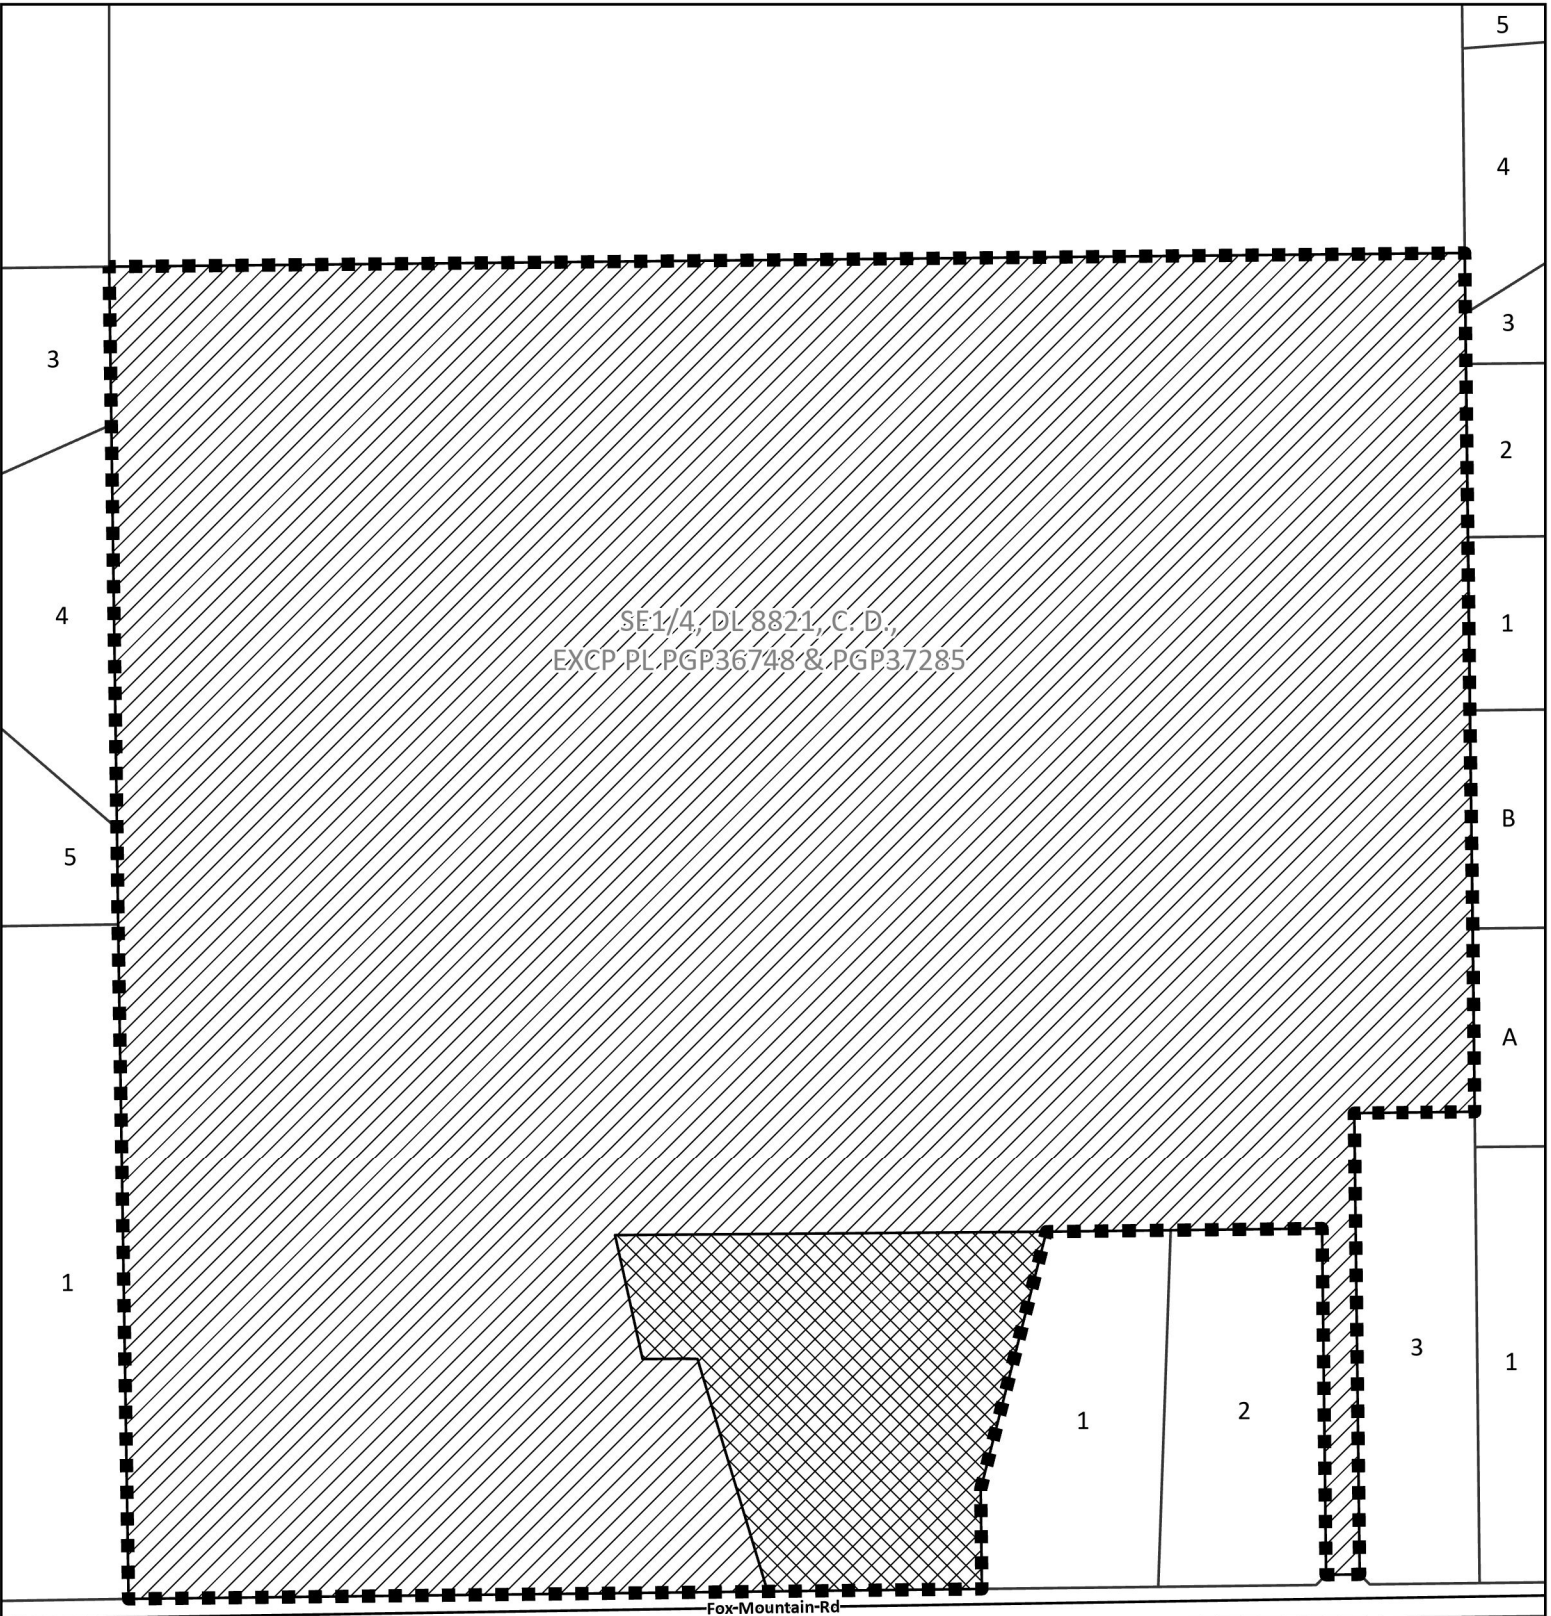 5
4
3
3
2
SE1/4, DL 8821, C. D.,
4
1
EXCP PL PGP36748 & PGP37285
B
5
A
1
3
1
2
1
Fox-Mountain-Rd